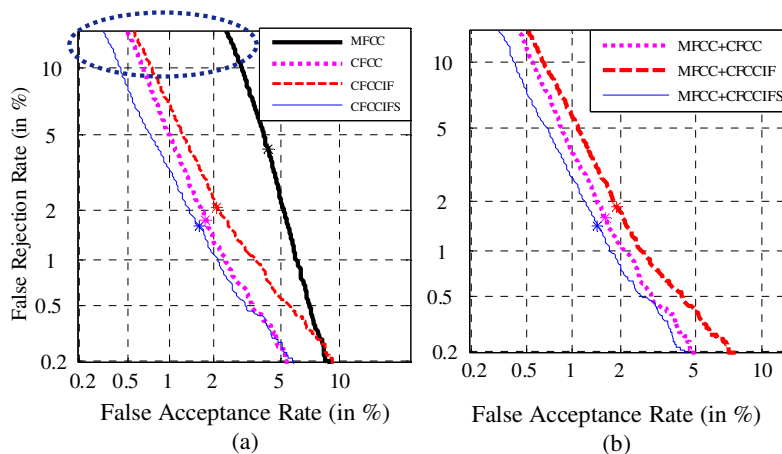 MFCC
CFCC
CFCCIF
CFCCIFS
10
5
2
1
0.5
0.2
0.2 0.5 1 2 5 10
False Rejection Rate (in %)
False Acceptance Rate (in %)
(a)
MFCC+CFCC
MFCC+CFCCIF
MFCC+CFCCIFS
10
5
2
1
0.5
0.2
0.2 0.5 1 2 5 10
False Acceptance Rate (in %)
(b)